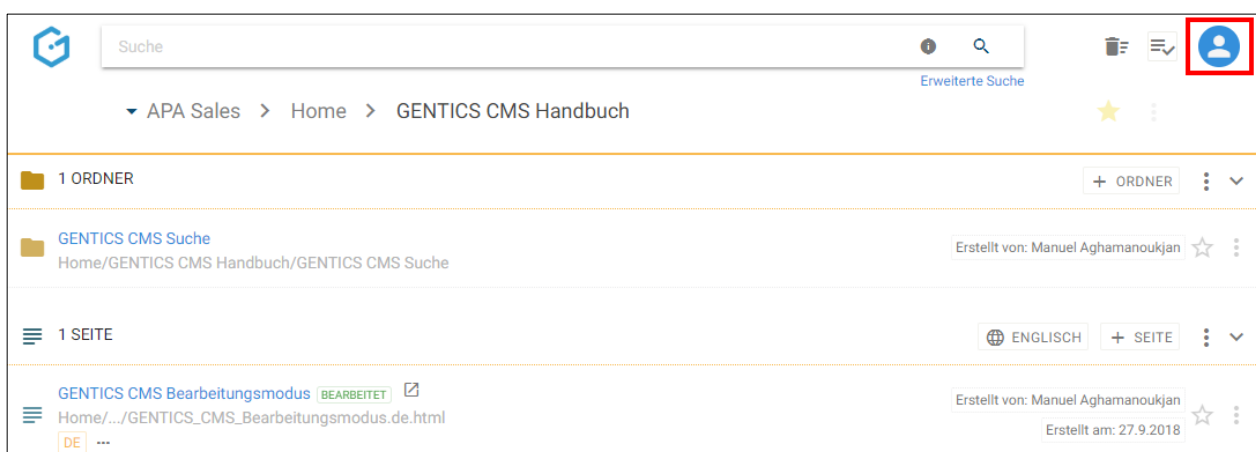 Suche
Erweiterte Suche
APA Sales > Home > GENTICS CMS Handbuch
1 ORDNER
+ ORDNER
GENTICS CMS Suche
Home/GENTICS CMS Handbuch/GENTICS CMS Suche
Erstellt von: Manuel Aghamanoukjan
1 SEITE
ENGLISCH
+ SEITE
GENTICS CMS Bearbeitungsmodus BEARBEITET
Home/.../GENTICS_CMS_Bearbeitungsmodus.de.html
DE ...
Erstellt von: Manuel Aghamanoukjan
Erstellt am: 27.9.2018